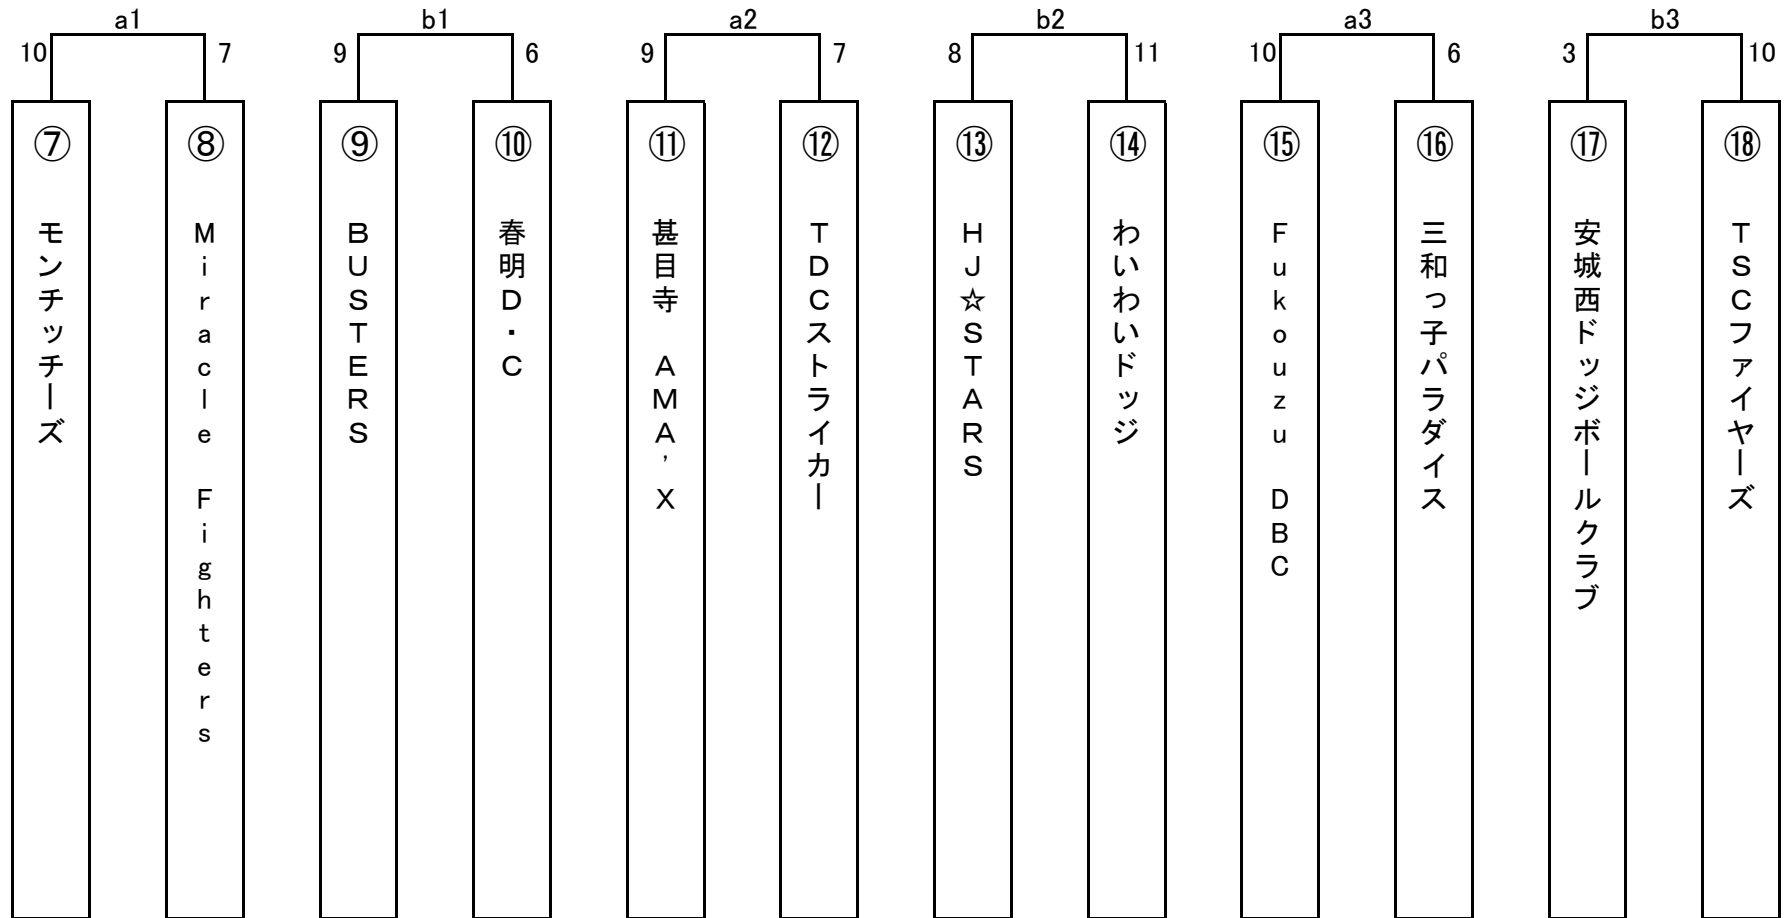 a1 b1 a2 b2 a3 b3
10 7 9 6 9 7 8 11 10 6 3 10
⑦ ⑧ ⑨ ⑩ ⑪ ⑫ ⑬ ⑭ ⑮ ⑯ ⑰ ⑱
モンチッチーズ
Miracle Fighters
BUSTERS
春明D・C
甚目寺 AMA’X
TDCストライカー
HJ☆STARS
わいわいドッジ
Fukouzu DBC
三和っ子パラダイス
安城西ドッジボールクラブ
TSCファイヤーズ